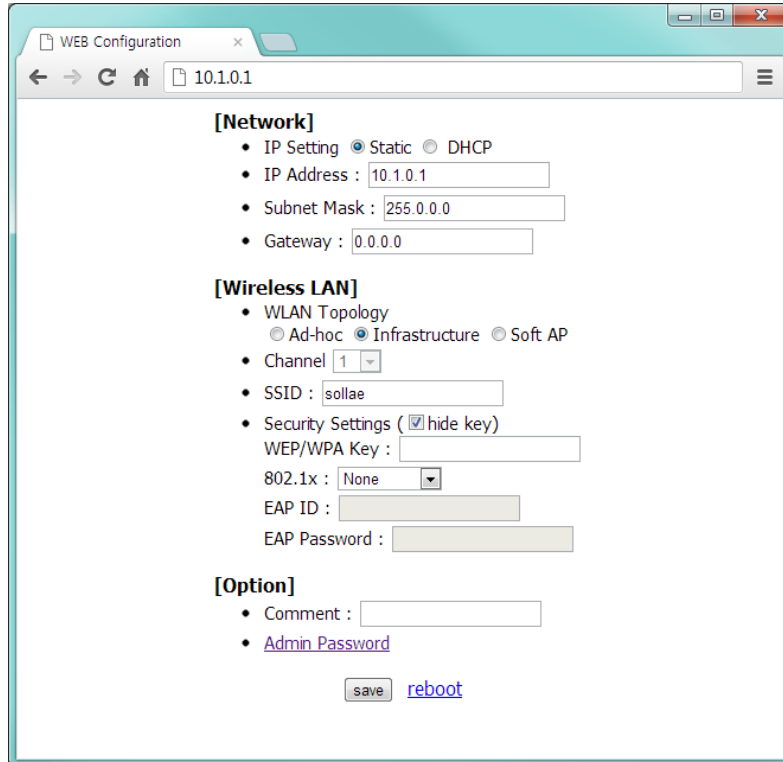 WEB Configuration
10.1.0.1
[Network]
IP Setting Static DHCP
IP Address : 10.1.0.1
Subnet Mask : 255.0.0.0
Gateway : 0.0.0.0
[Wireless LAN]
WLAN Topology
Ad-hoc Infrastructure Soft AP
Channel 1
SSID : sollae
Security Settings ( hide key)
WEP/WPA Key :
802.1x : None
EAP ID :
EAP Password :
[Option]
Comment :
Admin Password
save reboot